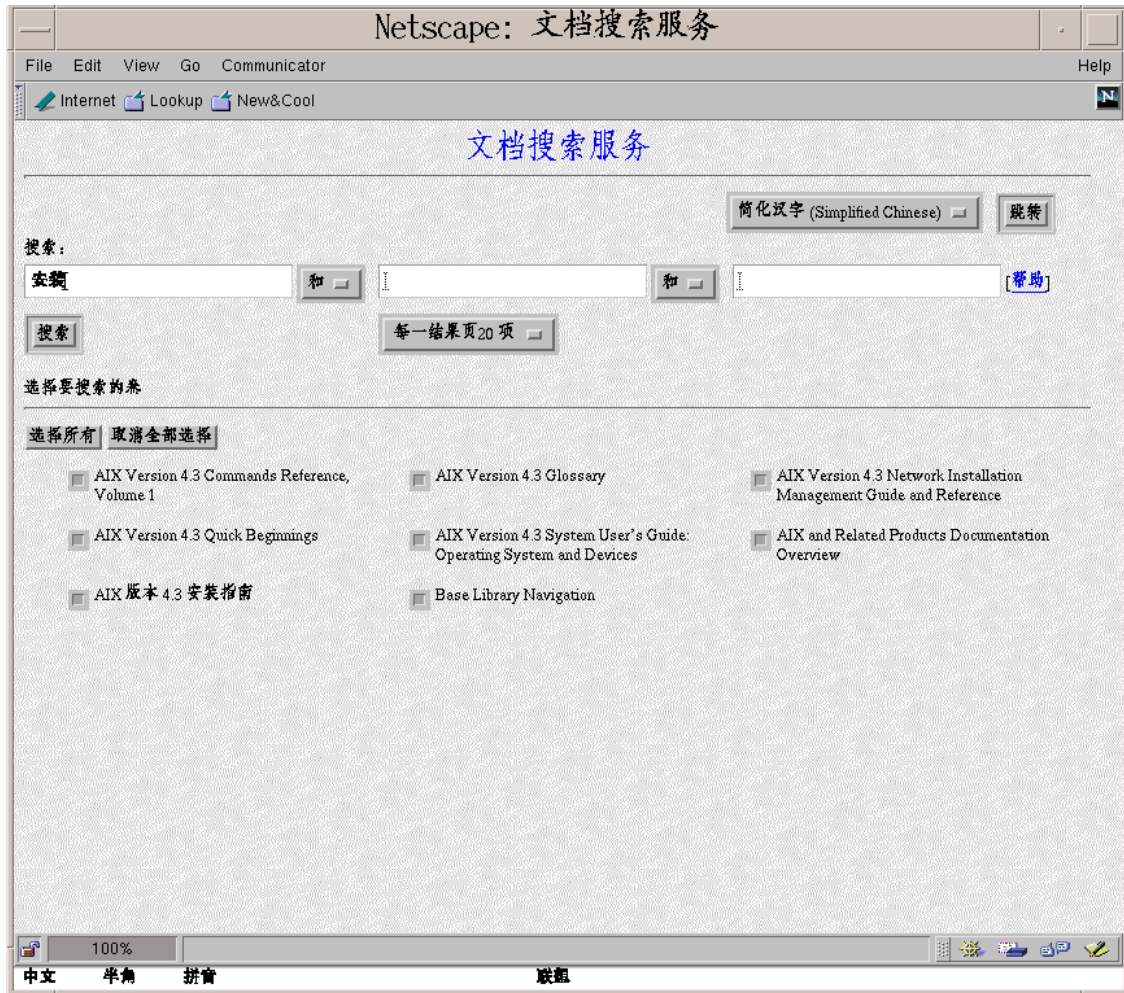 Netscape: 文档搜索服务
File Edit View Go Communicator Help
Internet Lookup New&Cool N
文档搜索服务
简化汉字 (Simplified Chinese) 跳转
搜索:
安装 和 和 [帮助]
搜索 每一结果页20 项
选择要搜索的条
选择所有 取消全部选择
AIX Version 4.3 Commands Reference, Volume 1
AIX Version 4.3 Glossary
AIX Version 4.3 Network Installation Management Guide and Reference
AIX Version 4.3 Quick Beginnings
AIX Version 4.3 System User's Guide: Operating System and Devices
AIX and Related Products Documentation Overview
AIX 版本 4.3 安装指南
Base Library Navigation
100%
中文 半角 拼音 联想